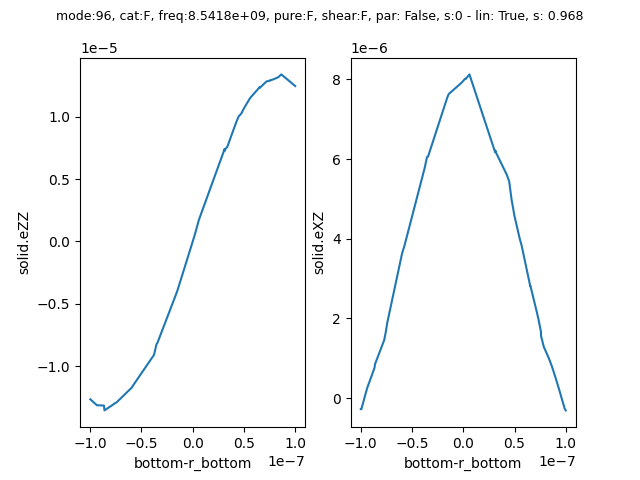 mode:96, cat:F, freq:8.5418e+09, pure:F, shear:F, par: False, s:0 - lin: True, s: 0.968
1e−5
1.0
0.5
0.0
−0.5
−1.0
solid.eZZ
−1.0 −0.5 0.0 0.5 1.0
bottom-r_bottom 1e−7
1e−6
8
6
4
2
0
solid.eXZ
−1.0 −0.5 0.0 0.5 1.0
bottom-r_bottom 1e−7